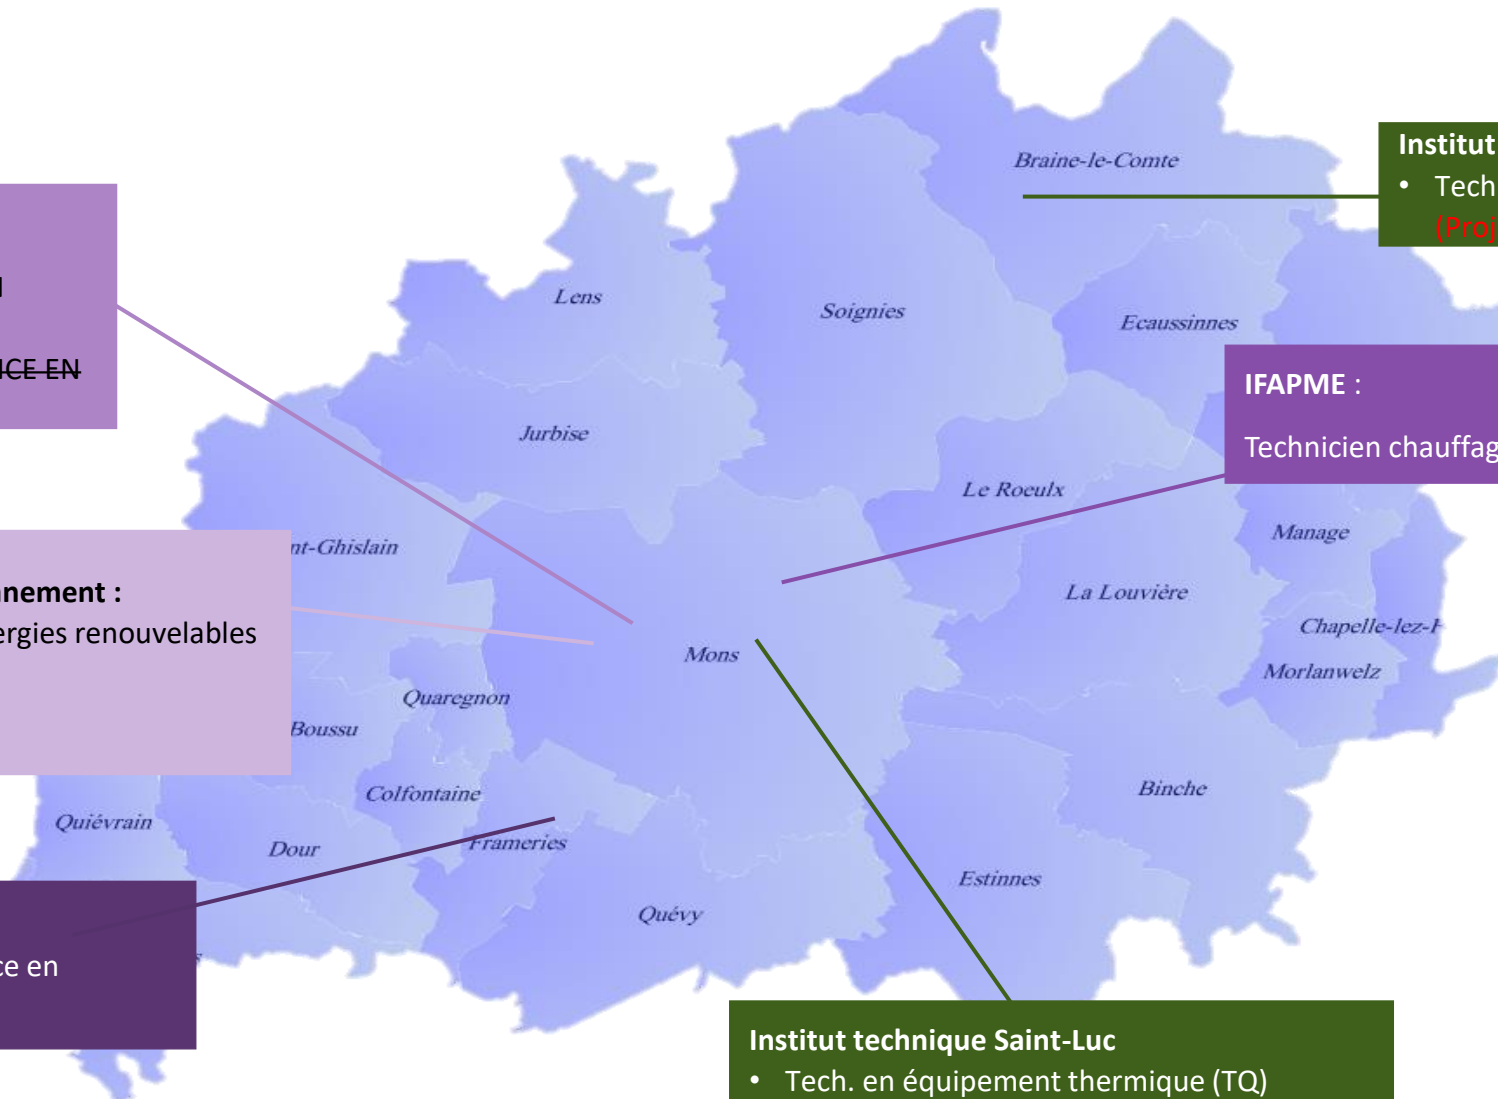 Braine-le-Comte
Institut
• Tech
(Proj
Lens
Soignies
Ecaussinnes
CE EN
IFAPME :
Technicien chauffag
Jurbise
Le Roeulx
Manage
nt-Ghislain
nnement :
ergies renouvelables
La Louvière
Chapelle-lez-H
Mons
Morlanwelz
Quaregnon
Boussu
Colfontaine
Binche
Quiévrain
Dour
Frameries
Estinnes
Quévy
ce en
Institut technique Saint-Luc
• Tech. en équipement thermique (TQ)